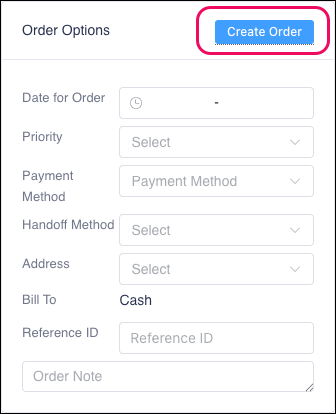 Order Options Create Order
Date for Order -
Priority Select
Payment Method Payment Method
Handoff Method Select
Address Select
Bill To Cash
Reference ID Reference ID
Order Note